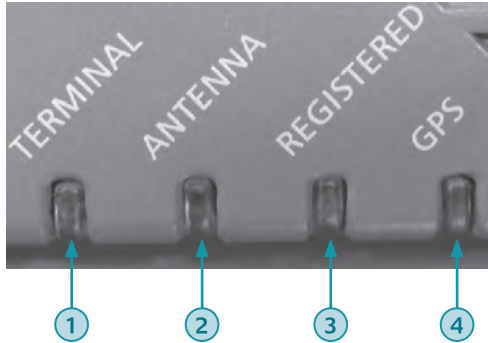 TERMINAL
ANTENNA
REGISTERED
GPS
1
2
3
4